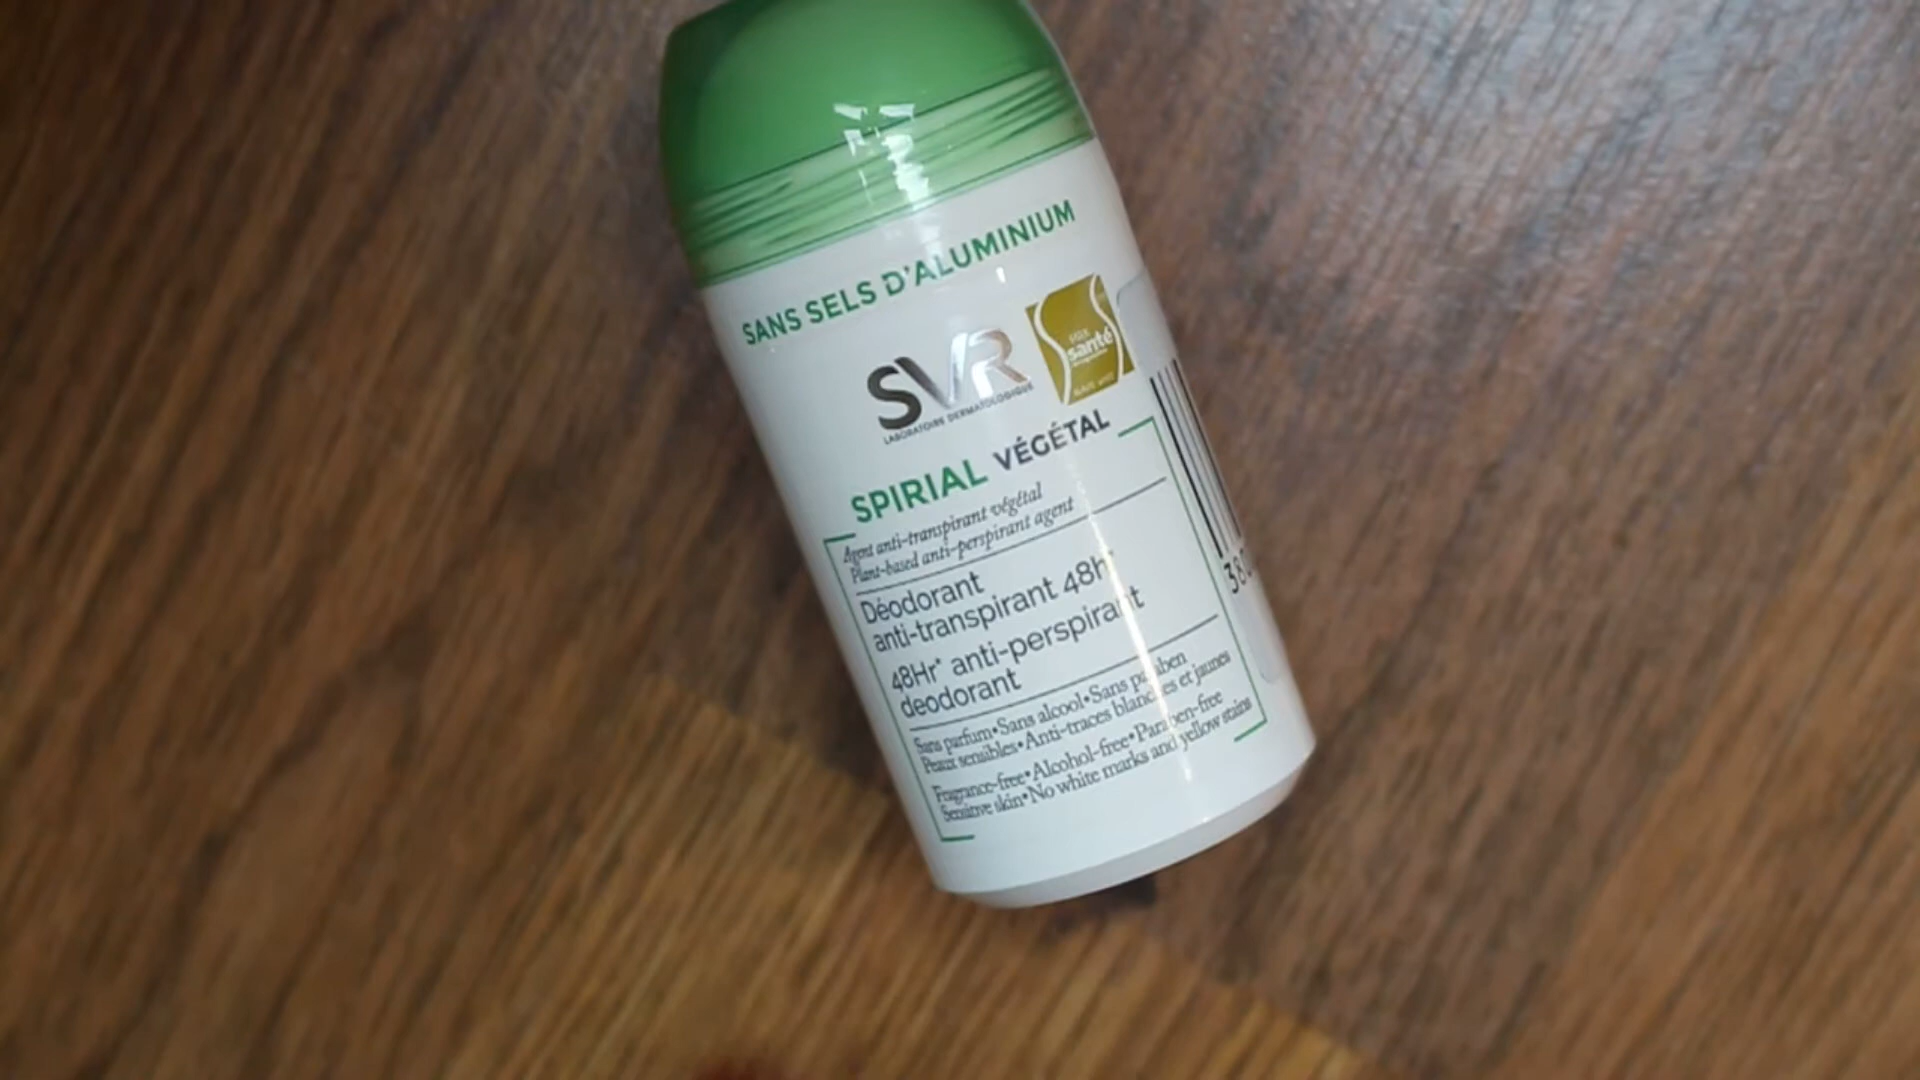 SANS SELS D'ALUMINIUM
SVR
LABORATOIRE DERMATOLOGIQUE
santé
SPIRIAL VÉGÉTAL
Agent anti-transpirant végétal
Plant-based anti-perspirant agent
Déodorant
anti-transpirant 48h*
48Hr* anti-perspirant
deodorant
Sans parfum•Sans alcool•Sans paraben
Peaux sensibles•Anti-traces blanches et jaunes
Fragrance-free•Alcohol-free•Paraben-free
Sensitive skin•No white marks and yellow stains